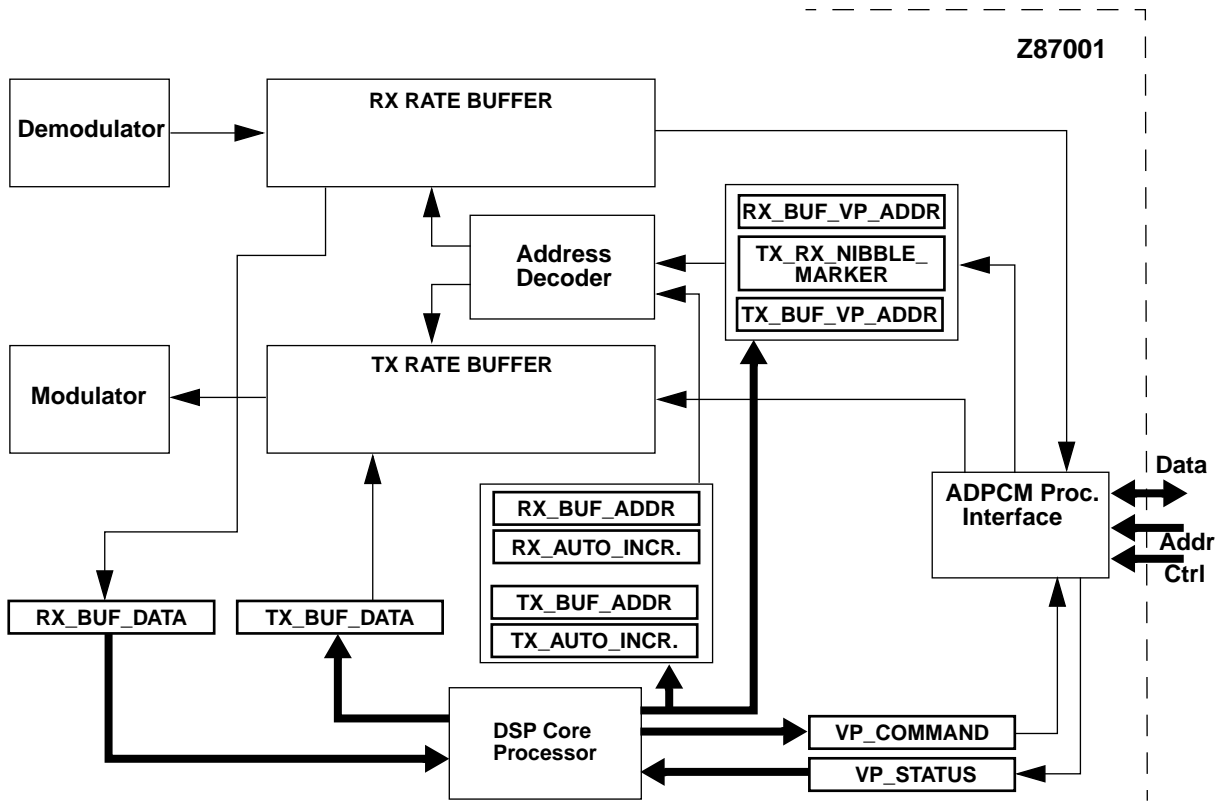 Z87001
RX RATE BUFFER
Demodulator
RX_BUF_VP_ADDR
Address
Decoder
TX_RX_NIBBLE_
MARKER
TX_BUF_VP_ADDR
TX RATE BUFFER
Modulator
Data
ADPCM Proc.
Interface
RX_BUF_ADDR
RX_AUTO_INCR.
Addr
Ctrl
TX_BUF_ADDR
TX_AUTO_INCR.
RX_BUF_DATA
TX_BUF_DATA
DSP Core
Processor
VP_COMMAND
VP_STATUS